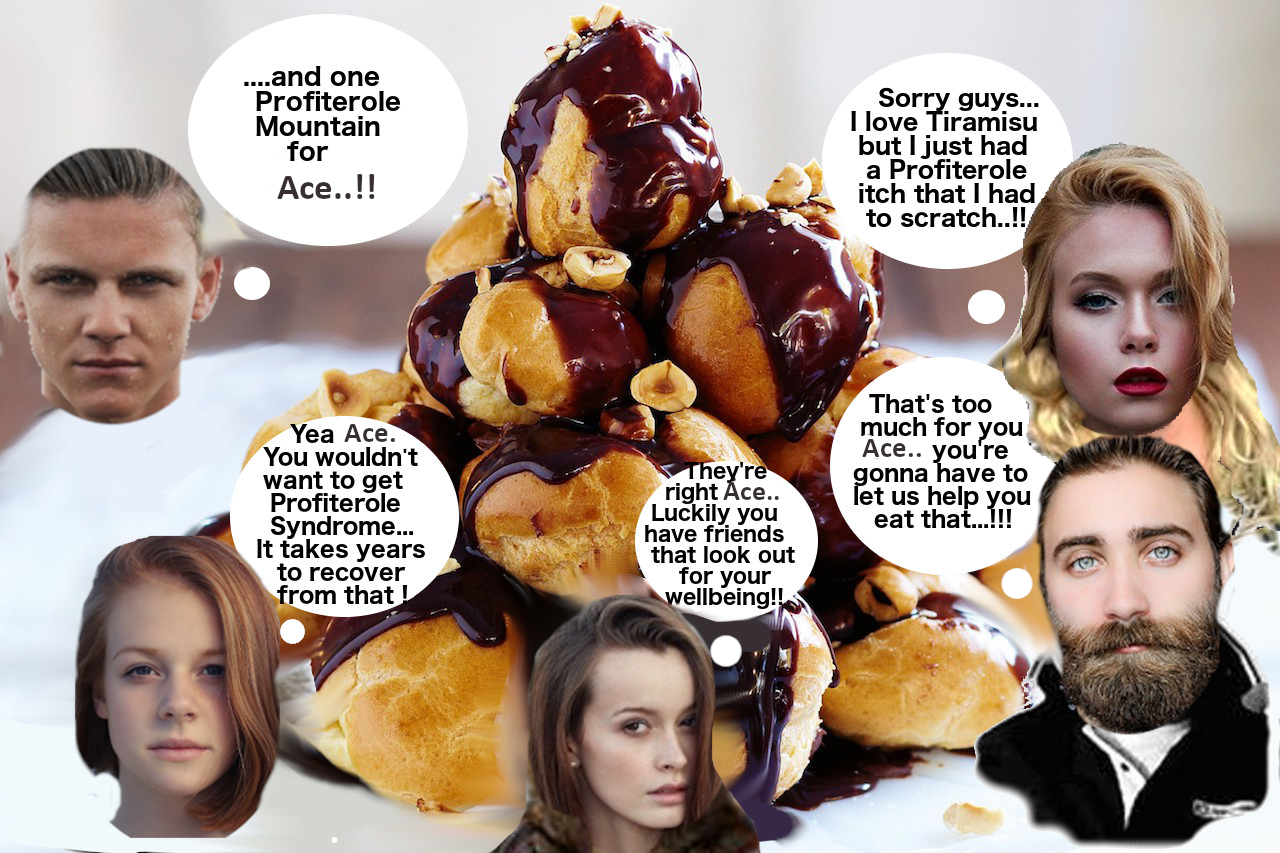 ....and one
Profiterole
Mountain
for
Ace..!!
Sorry guys...
I love Tiramisu
but I just had
a Profiterole
itch that I had
to scratch..!!
That's too
much for you
Ace.. you're
gonna have to
let us help you
eat that...!!!
Yea Ace.
You wouldn't
want to get
Profiterole
Syndrome...
It takes years
to recover
from that !
They're
right Ace..
Luckily you
have friends
that look out
for your
wellbeing!!